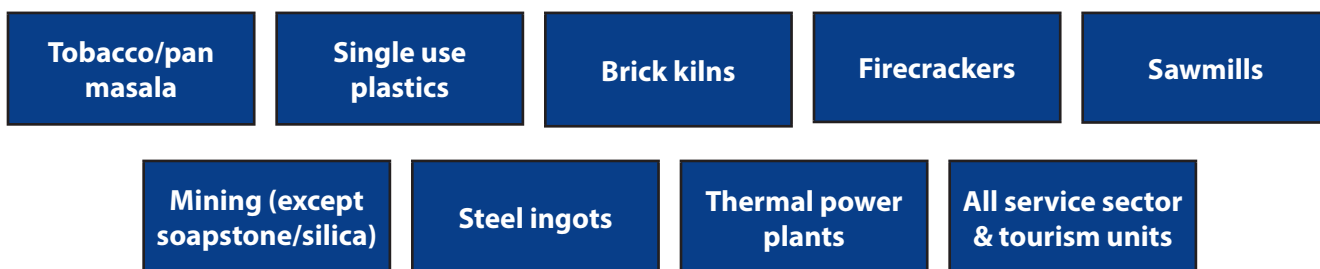 Tobacco/pan
masala
Single use
plastics
Brick kilns
Firecrackers
Sawmills
Mining (except
soapstone/silica)
Steel ingots
Thermal power
plants
All service sector
& tourism units